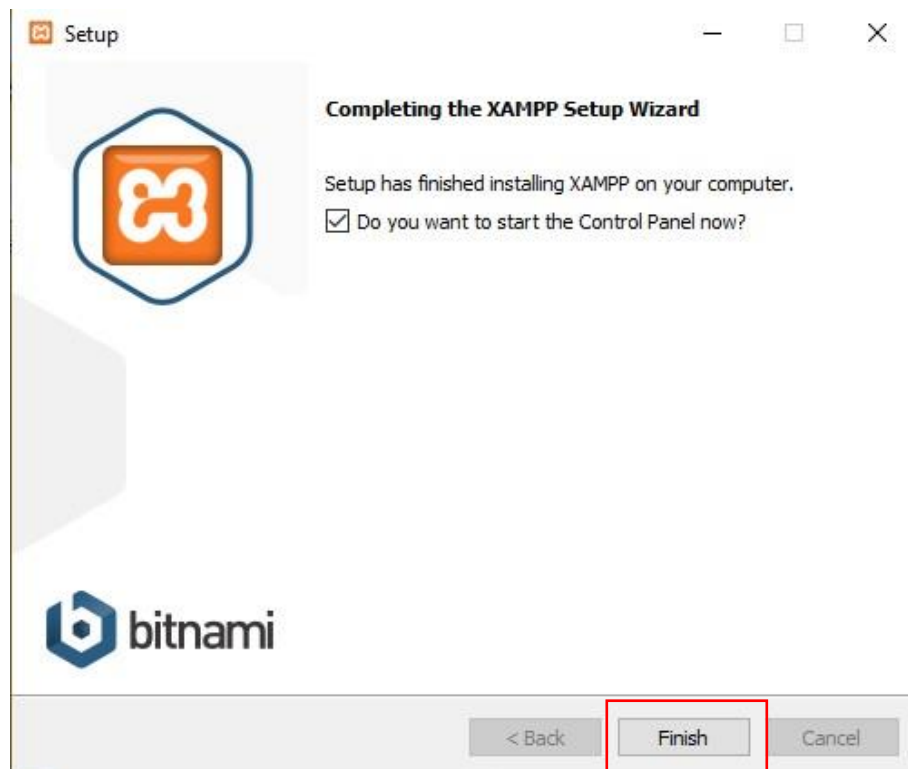 Setup
Completing the XAMPP Setup Wizard
Setup has finished installing XAMPP on your computer.
Do you want to start the Control Panel now?
bitnami
< Back
Finish
Cancel